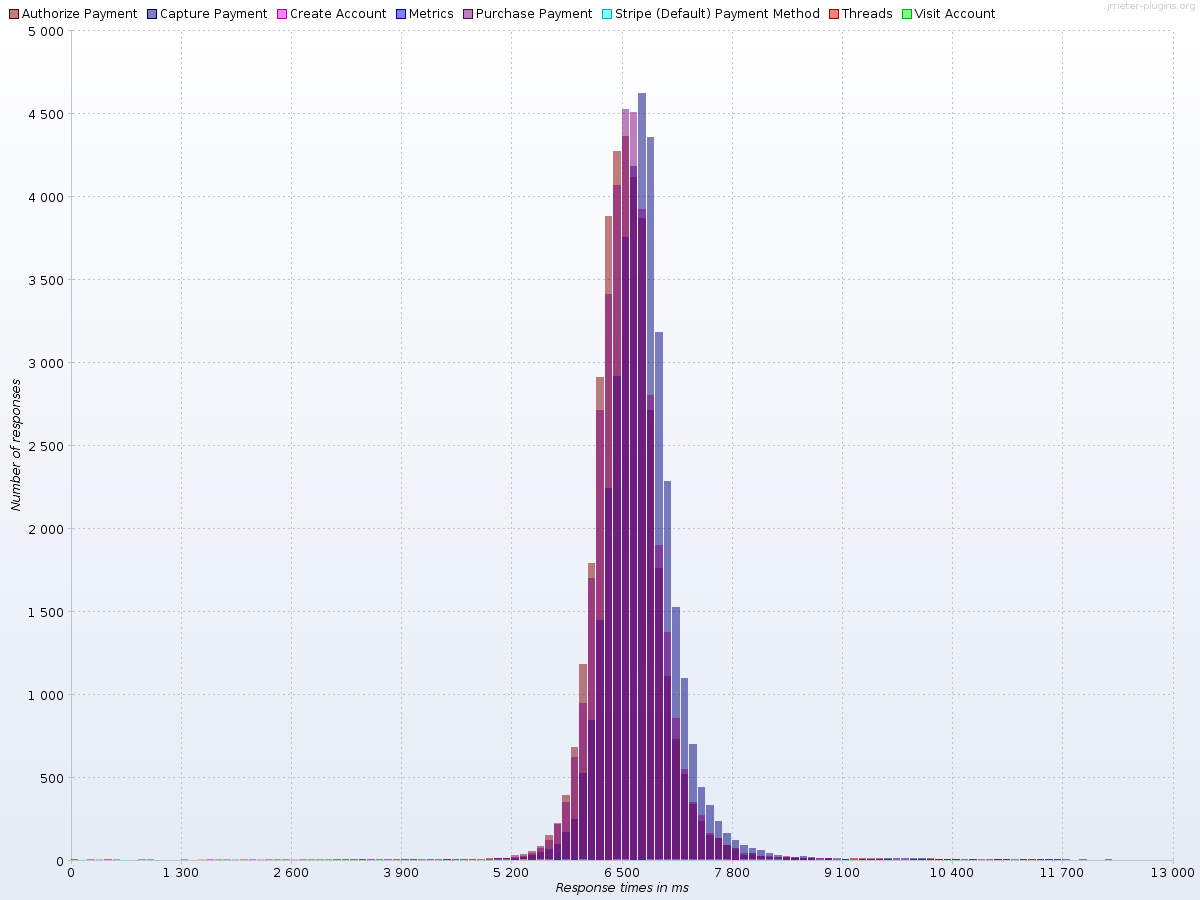 Authorize Payment Capture Payment Create Account Metrics Purchase Payment Stripe (Default) Payment Method Threads Visit Account
jmeter-plugins.org
5 000
4 500
4 000
3 500
3 000
2 500
2 000
1 500
1 000
500
0
Number of responses
0 1 300 2 600 3 900 5 200 6 500 7 800 9 100 10 400 11 700 13 000
Response times in ms